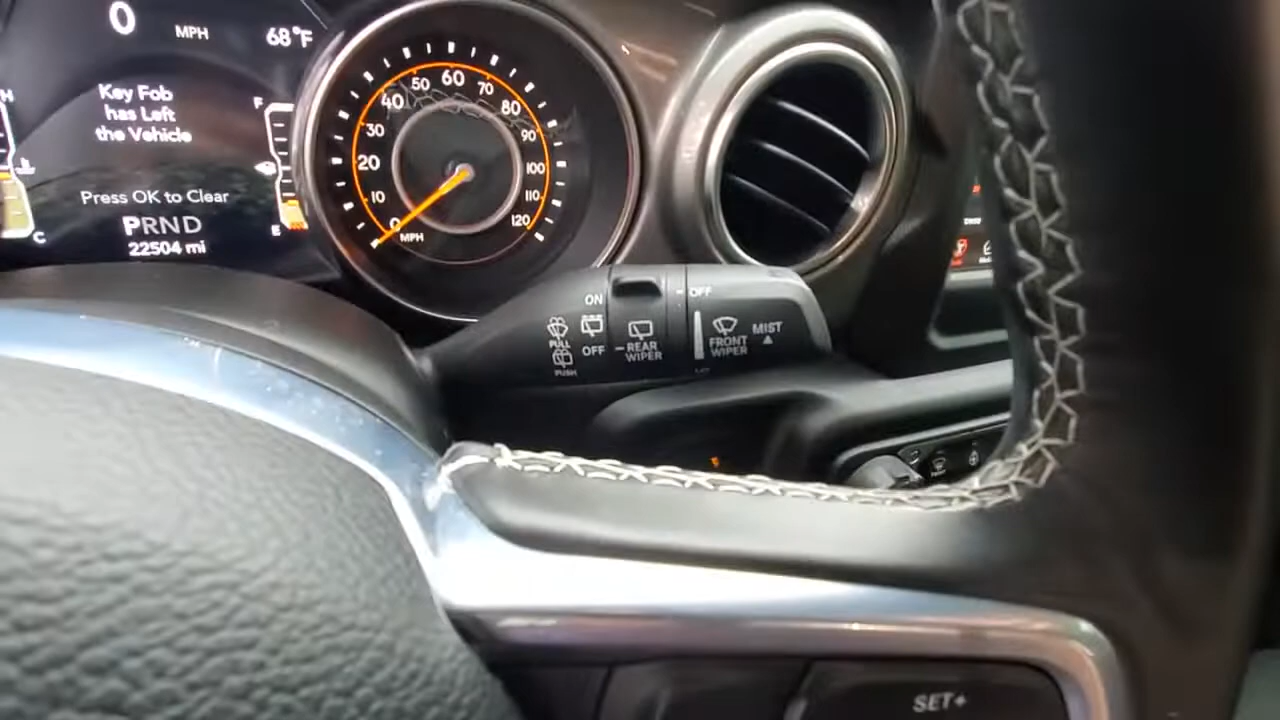 0 MPH 68°F
Key Fob
has Left
the Vehicle
Press OK to Clear
PRND
22504 mi
H
C
F
E
0
10
20
30
40
50
60
70
80
90
100
110
120
MPH
ON
OFF
PULL
PUSH
REAR
WIPER
OFF
FRONT
WIPER
MIST
SET+